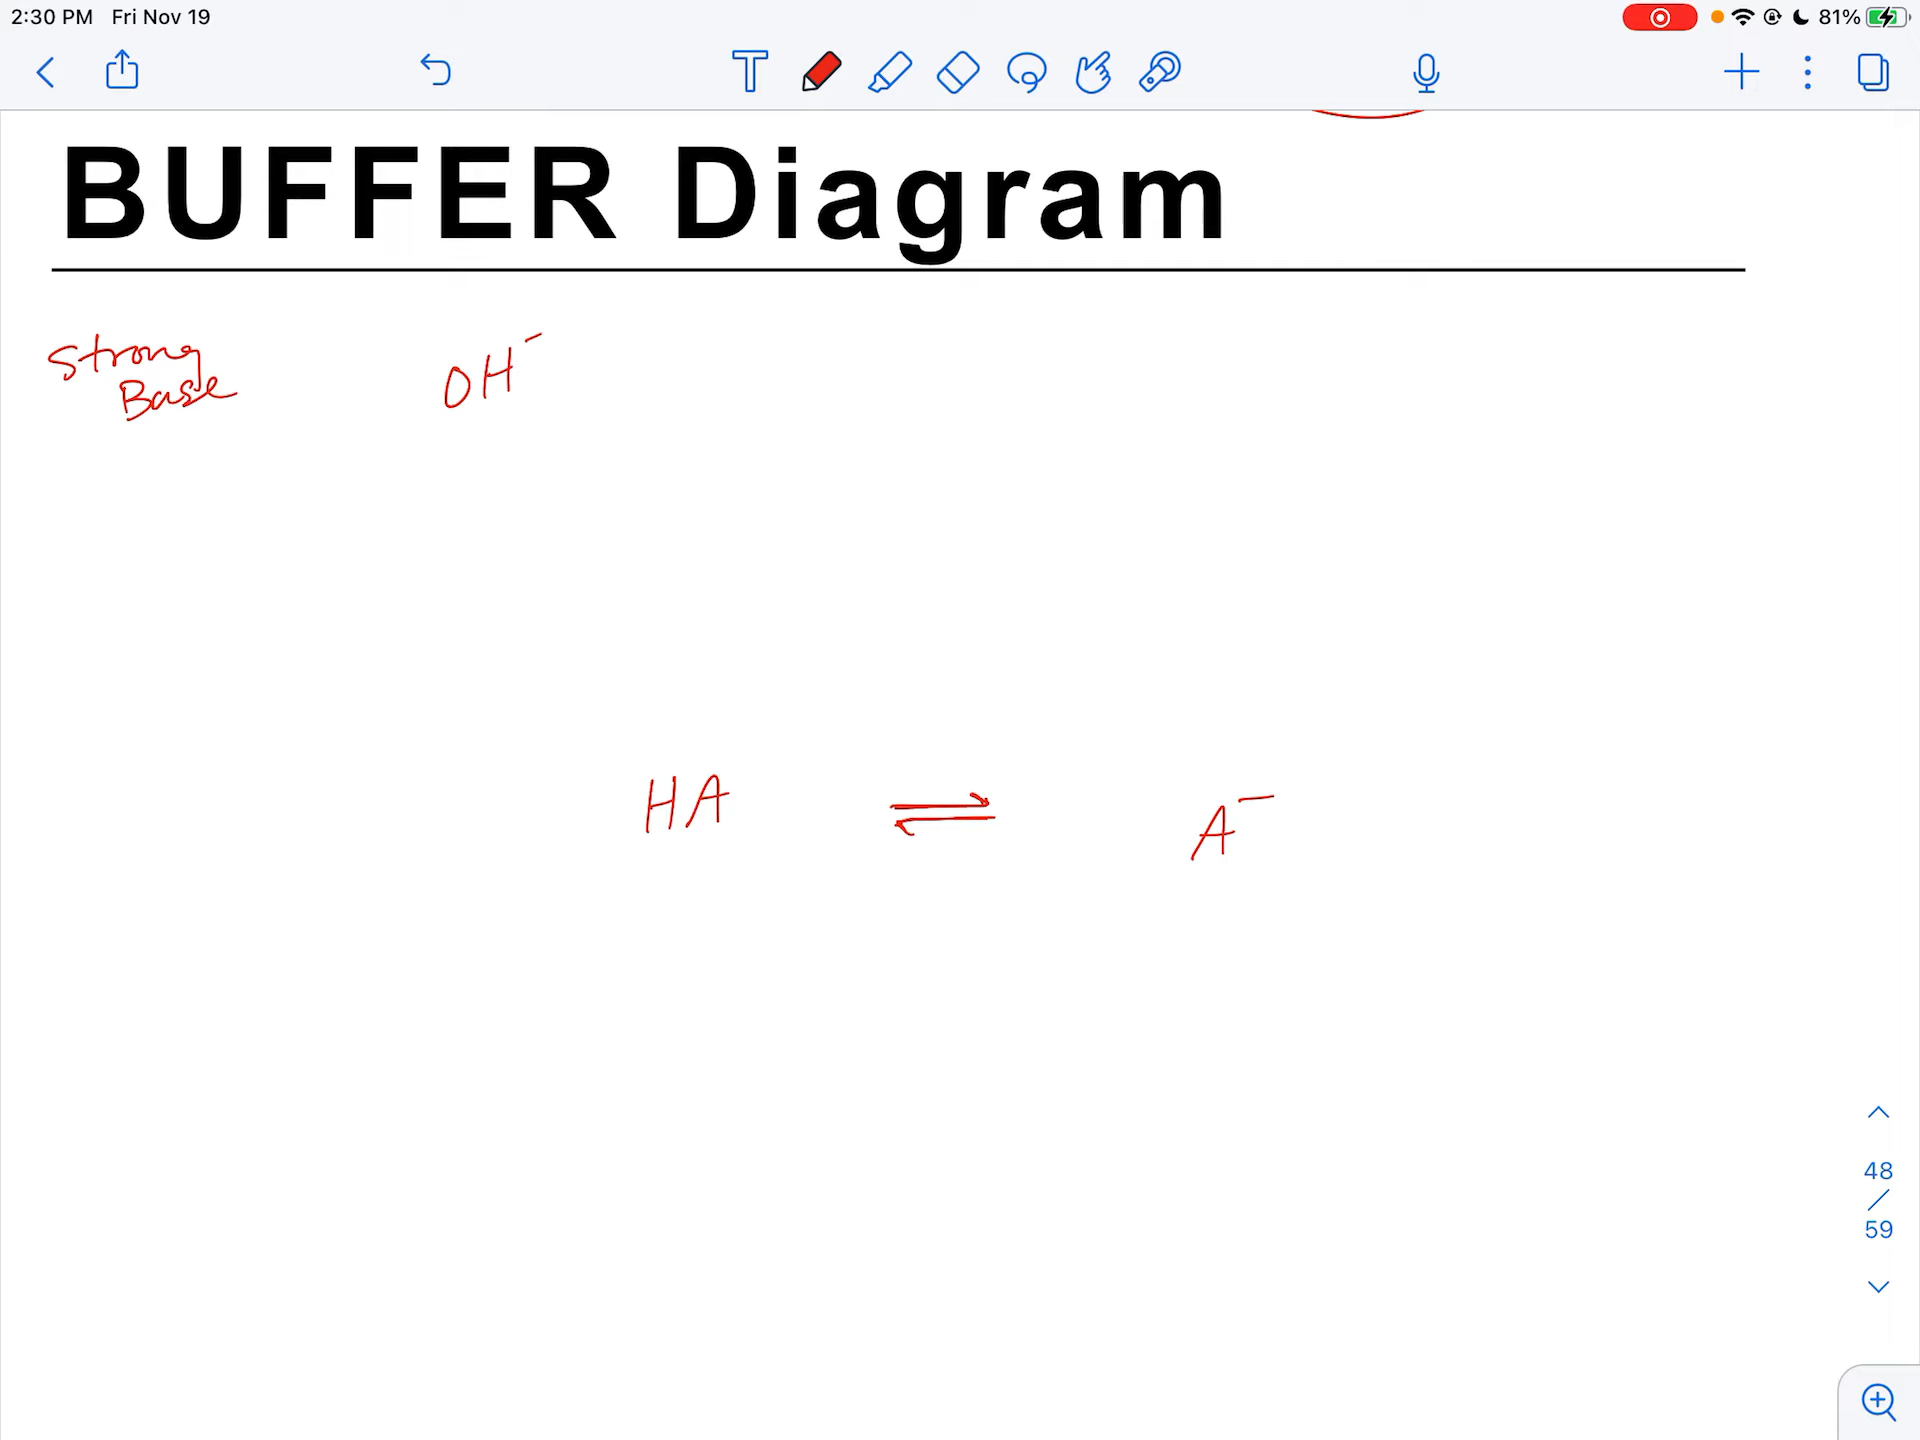 2:30 PM Fri Nov 19 81%
BUFFER Diagram
Strong
Base
OH⁻
HA ⇌ A⁻
48
/
59